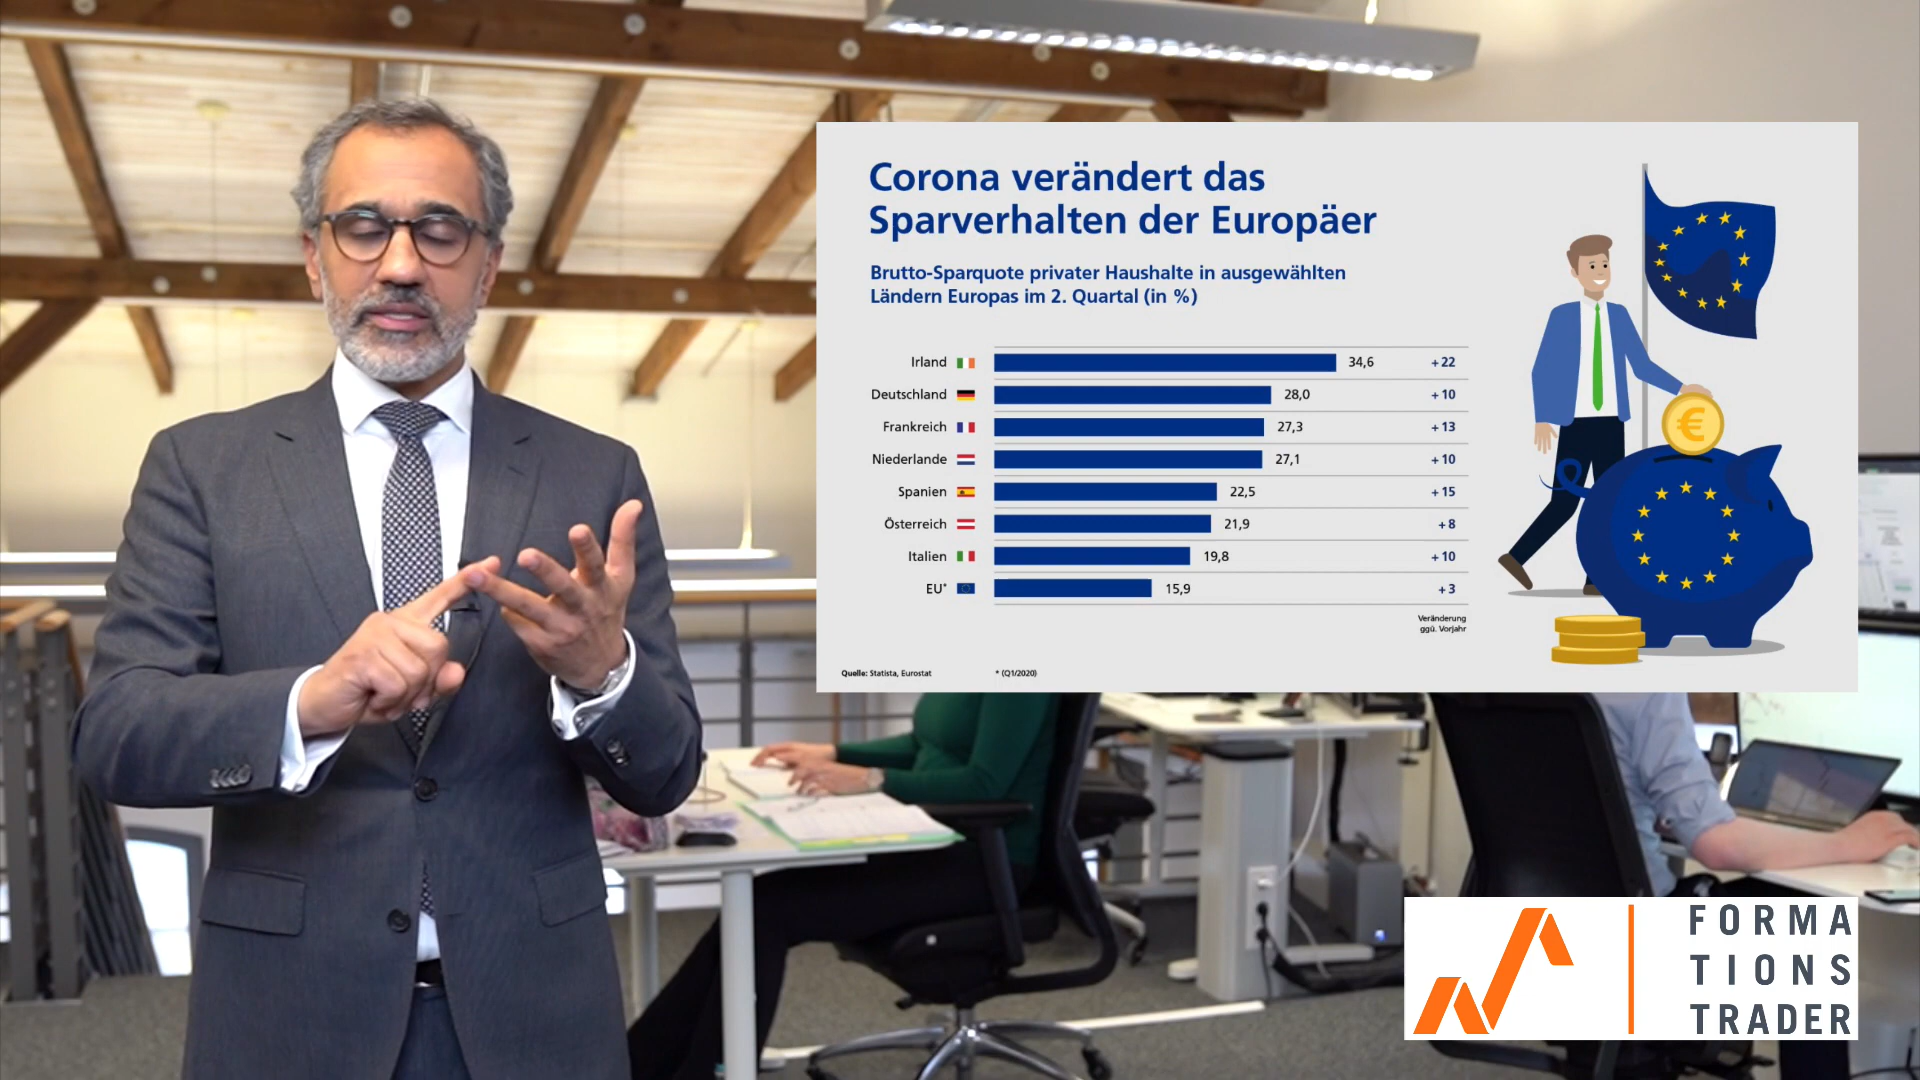 Corona verändert das
Sparverhalten der Europäer
Brutto-Sparquote privater Haushalte in ausgewählten
Ländern Europas im 2. Quartal (in %)
Irland 34,6 +22
Deutschland 28,0 +10
Frankreich 27,3 +13
Niederlande 27,1 +10
Spanien 22,5 +15
Österreich 21,9 +8
Italien 19,8 +10
EU* 15,9 +3
Veränderung
ggü. Vorjahr
Quelle: Statista, Eurostat * (Q1/2020)
€
FORMA
TIONS
TRADER